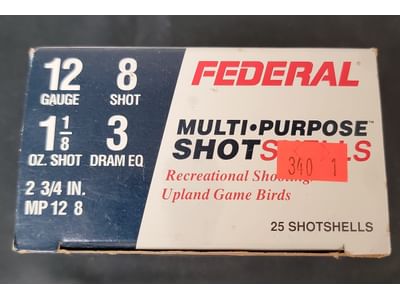 12 8
GAUGE SHOT
1 1/8 3
OZ. SHOT DRAM EQ
2 3/4 IN.
MP 12 8
FEDERAL
MULTI•PURPOSE™
SHOTSHELLS
340 1
Recreational Shooting,
Upland Game Birds
25 SHOTSHELLS